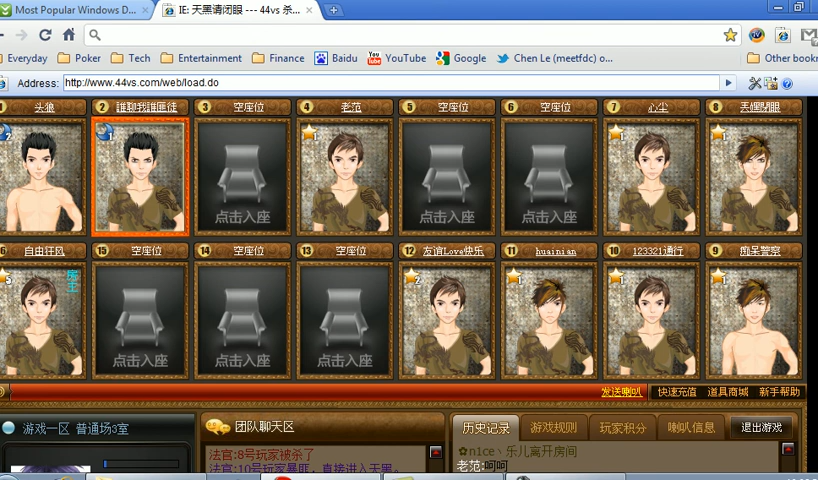 Most Popular Windows D...
IE: 天黑请闭眼 --- 44vs 杀...
Everyday
Poker
Tech
Entertainment
Finance
Baidu
YouTube
Google
Chen Le (meetfdc) o...
Other book
Address: http://www.44vs.com/web/load.do
头狼
2 誰聊我誰匪徒
3 空座位
4 老范
5 空座位
6 空座位
7 心尘
8 天黑閉眼
点击入座
点击入座
点击入座
自由狂风
15 空座位
14 空座位
13 空座位
12 友谊Love快乐
11 huainian
10 123321通行
9 痴呆警察
房主
点击入座
点击入座
点击入座
发送喇叭
快速充值
道具商城
新手帮助
游戏一区 普通场3室
团队聊天区
历史记录
游戏规则
玩家积分
喇叭信息
退出游戏
法官:8号玩家被杀了
法官:10号玩家暴匪，直接进入天黑。
n1ce丶乐儿离开房间
老范:呵呵